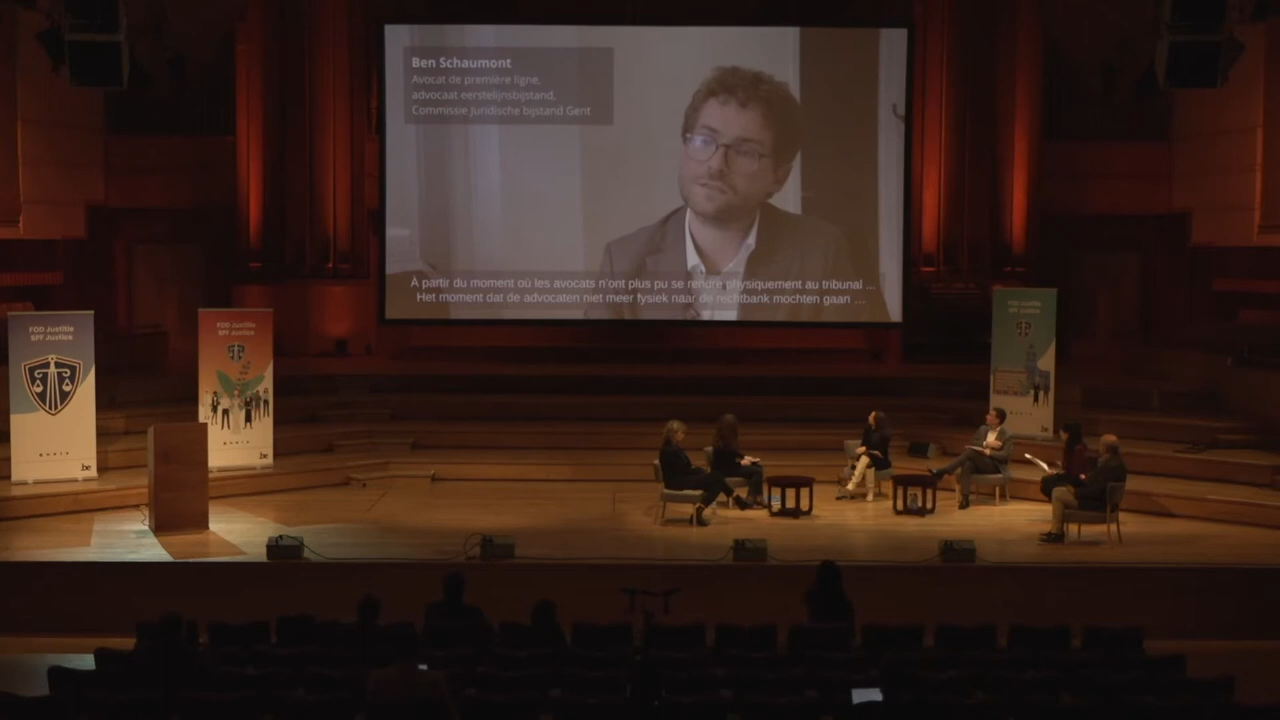 Ben Schaumont
Avocat de première ligne,
advocaat eerstelijnsbijstand,
Commissie juridische bijstand Gent
À partir du moment où les avocats n'ont plus pu se rendre physiquement au tribunal ...
Het moment dat de advocaten niet meer fysiek naar de rechtbank mochten gaan ...
FOD Justitie
SPF Justice
.be
FOD Justitie
SPF Justice
.be
FOD Justitie
SPF Justice